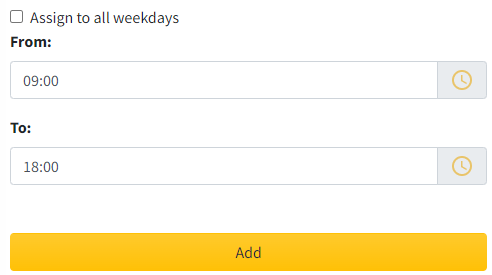 Assign to all weekdays
From:
09:00
To:
18:00
Add